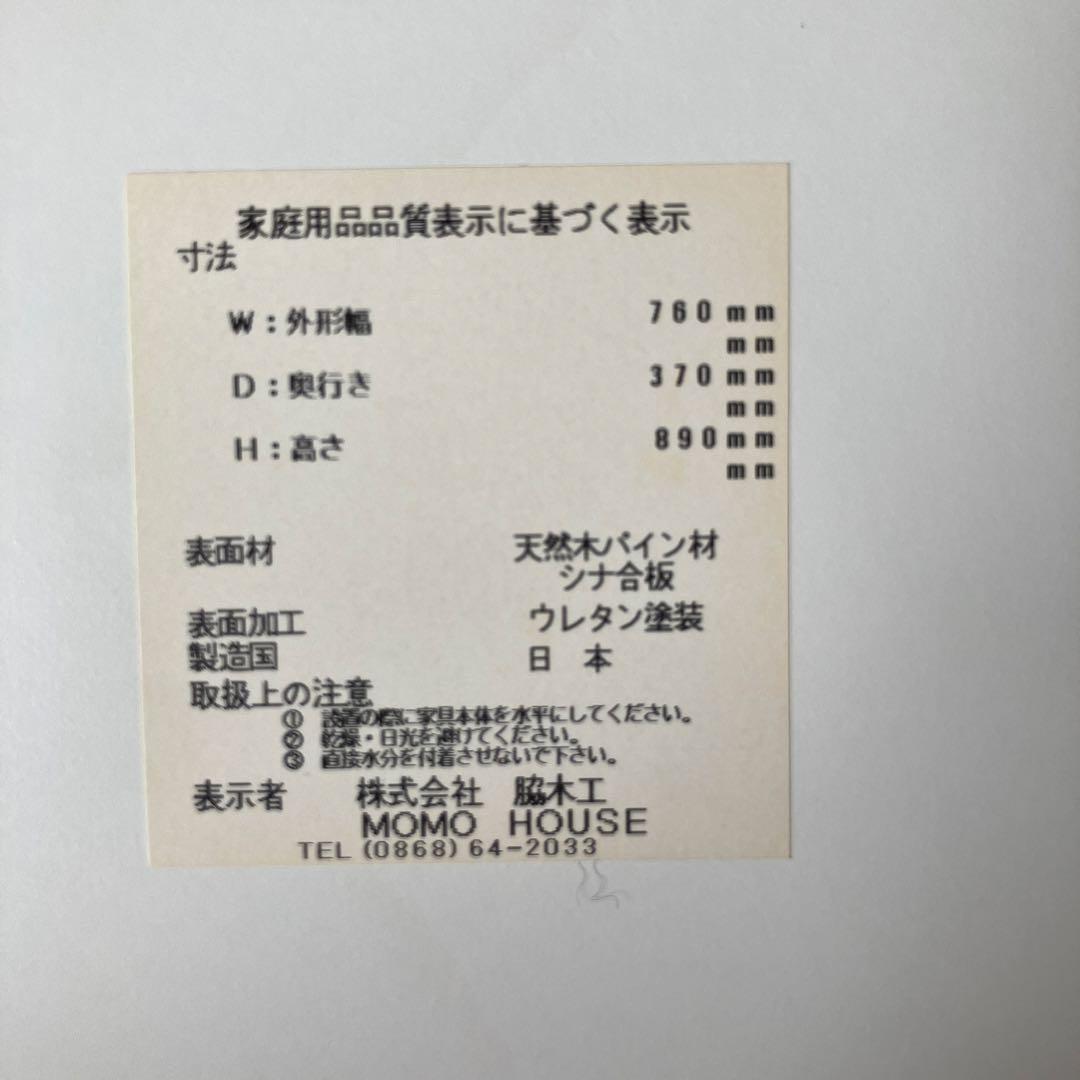 家庭用品品質表示に基づく表示
寸法
W：外形幅 760mm
mm
D：奥行き 370mm
mm
H：高さ 890mm
mm
表面材 天然木パイン材
シナ合板
表面加工 ウレタン塗装
製造国 日 本
取扱上の注意
① 設置の際に家具本体を水平にしてください。
② 乾燥・日光を避けてください。
③ 直接水分を付着させないで下さい。
表示者 株式会社 脇木工
MOMO HOUSE
TEL(0868)64-2033